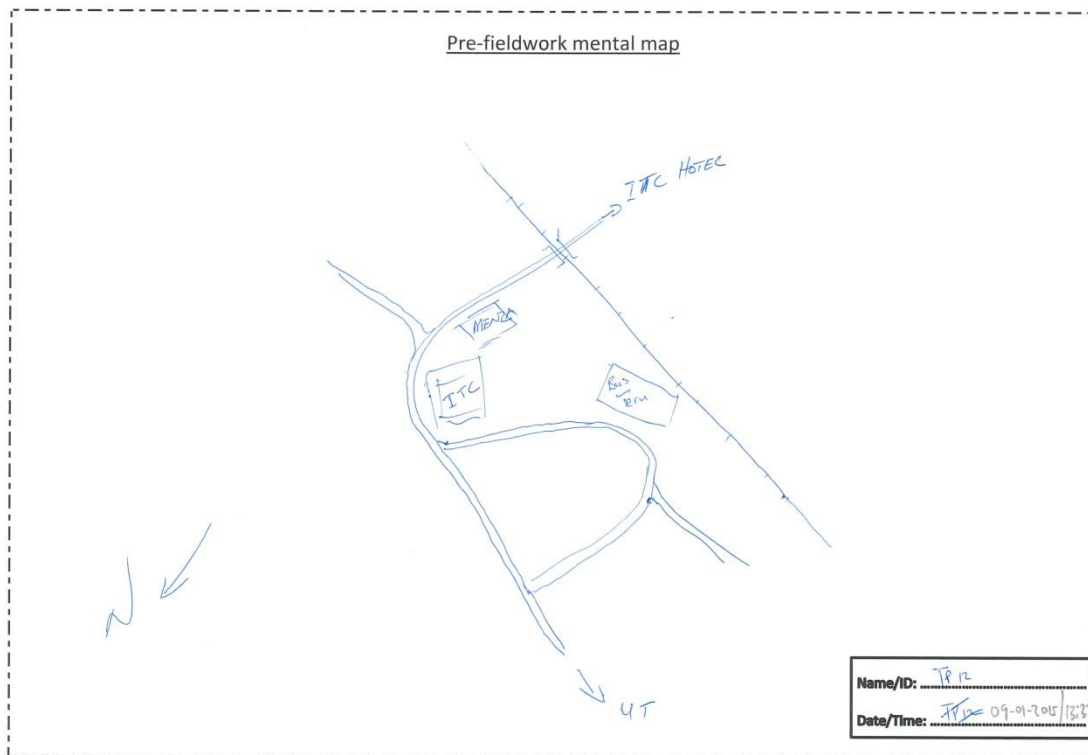 Pre-fieldwork mental map
ITC HOTEL
MENZA
ITC
Bus
N
UT
Name/ID: TP 12
Date/Time: TP12 09-01-2015